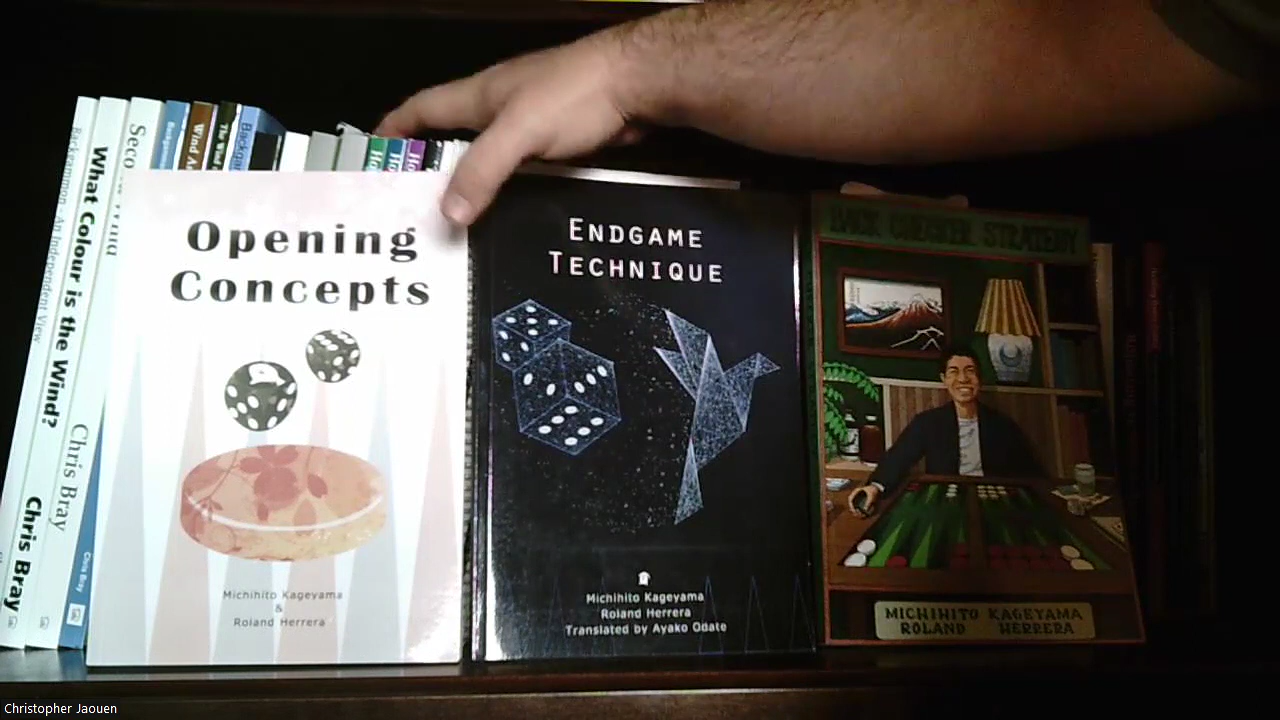 Backgammon - An Independent View
What Colour is the Wind?
Chris Bray
Chris Bray
Chris Bray
Opening
Concepts
Michihito Kageyama
&
Roland Herrera
ENDGAME
TECHNIQUE
Michihito Kageyama
Roland Herrera
Translated by Ayako Odate
BACK CHECKER STRATEGY
MICHIHITO KAGEYAMA
ROLAND HERRERA
Christopher Jaouen